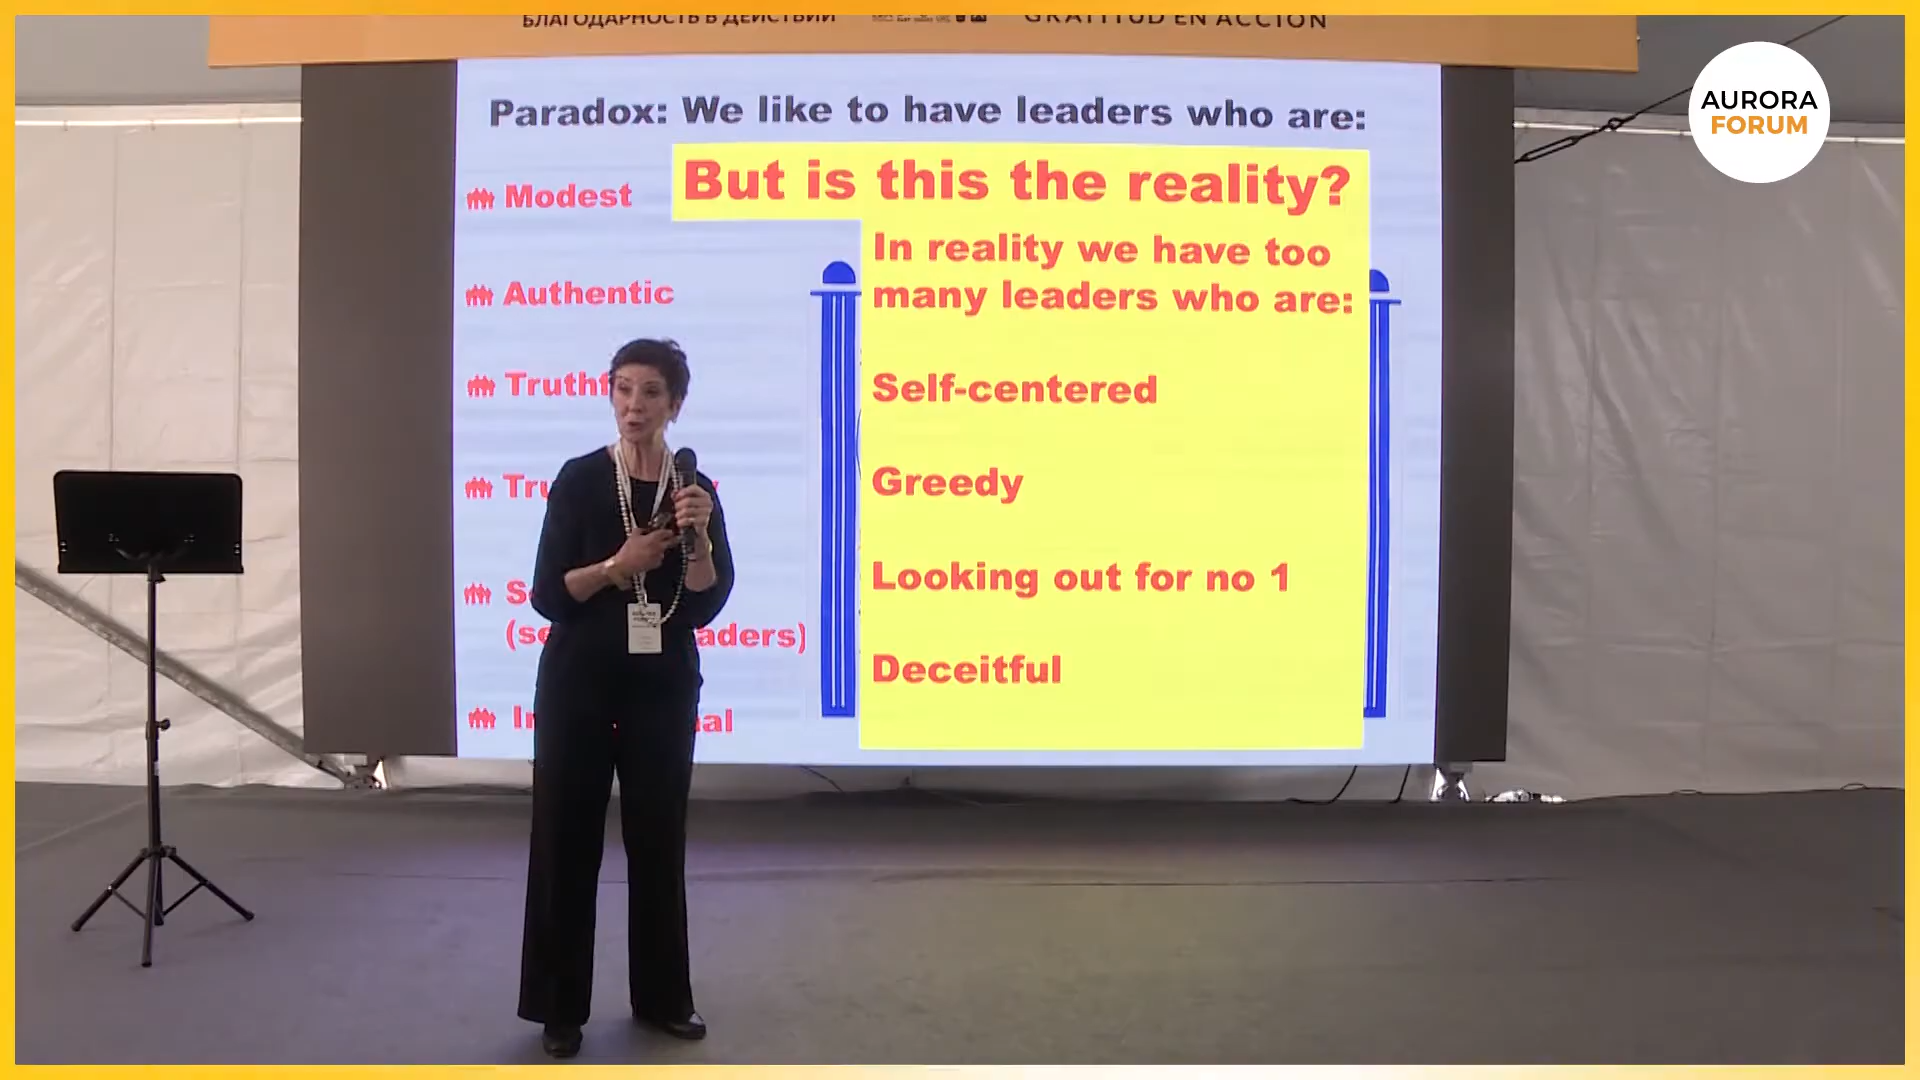 БЛАГОДАРНОСТЬ В ДЕЙСТВИИ
GRATITUD EN ACCIÓN
AURORA
FORUM
Paradox: We like to have leaders who are:
But is this the reality?
Modest
In reality we have too
many leaders who are:
Authentic
Self-centered
Greedy
Looking out for no 1
Deceitful